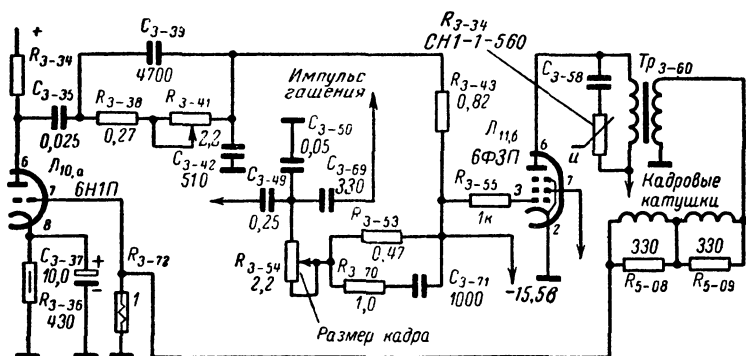 +
R3-34
C3-39
4700
R3-34
СН1-1-560
C3-58
Тр3-60
C3-35
0,025
R3-38
0,27
R3-41
2,2
Импульс
гашения
R3-43
0,82
C3-50
0,05
C3-42
510
C3-49
0,25
C3-69
330
Л11,б
6Ф3П
6
u
Л10,а
6
7
6Н1П
8
R3-55
1к
3
7
2
Кадровые
катушки
C3-37
10,0
+
−
R3-36
430
R3-72
1
R3-54
2,2
R3-53
0,47
R3 70
1,0
C3-71
1000
-15,5в
330
330
R5-08
R5-09
Размер кадра